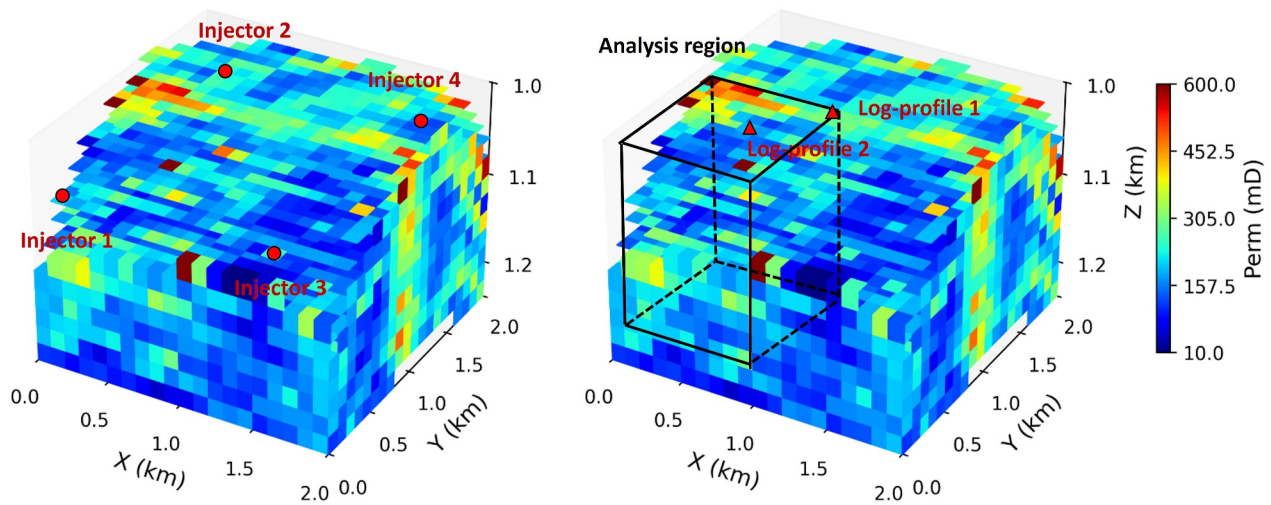 Injector 2
Injector 4
Injector 1
Injector 3
1.0
1.1
1.2
2.0
1.5
1.0
0.5
0.0
0.0
0.5
1.0
1.5
2.0
X (km)
Y (km)
Analysis region
Log-profile 1
Log-profile 2
1.0
1.1
1.2
Z (km)
2.0
1.5
1.0
0.5
0.0
0.0
0.5
1.0
1.5
2.0
X (km)
Y (km)
600.0
452.5
305.0
157.5
10.0
Perm (mD)